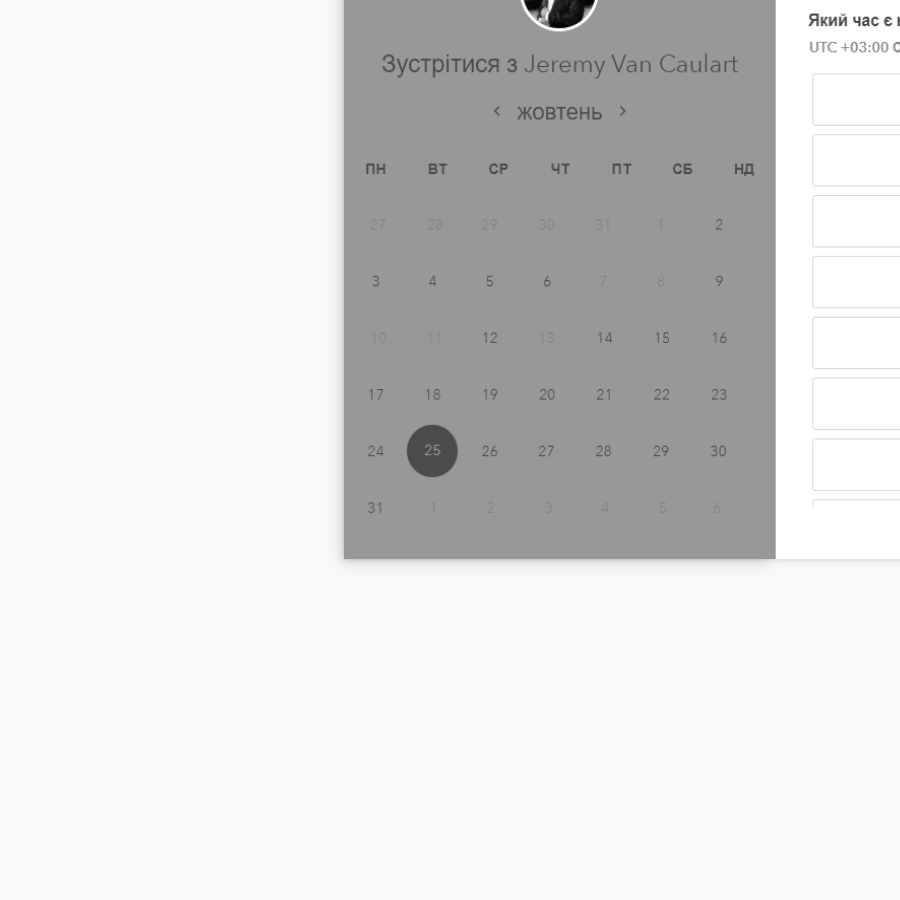 Зустрітися з Jeremy Van Caulart
‹ жовтень ›
ПН ВТ СР ЧТ ПТ СБ НД
27 28 29 30 31 1 2
3 4 5 6 7 8 9
10 11 12 13 14 15 16
17 18 19 20 21 22 23
24 25 26 27 28 29 30
31 1 2 3 4 5 6
Який час є
UTC +03:00